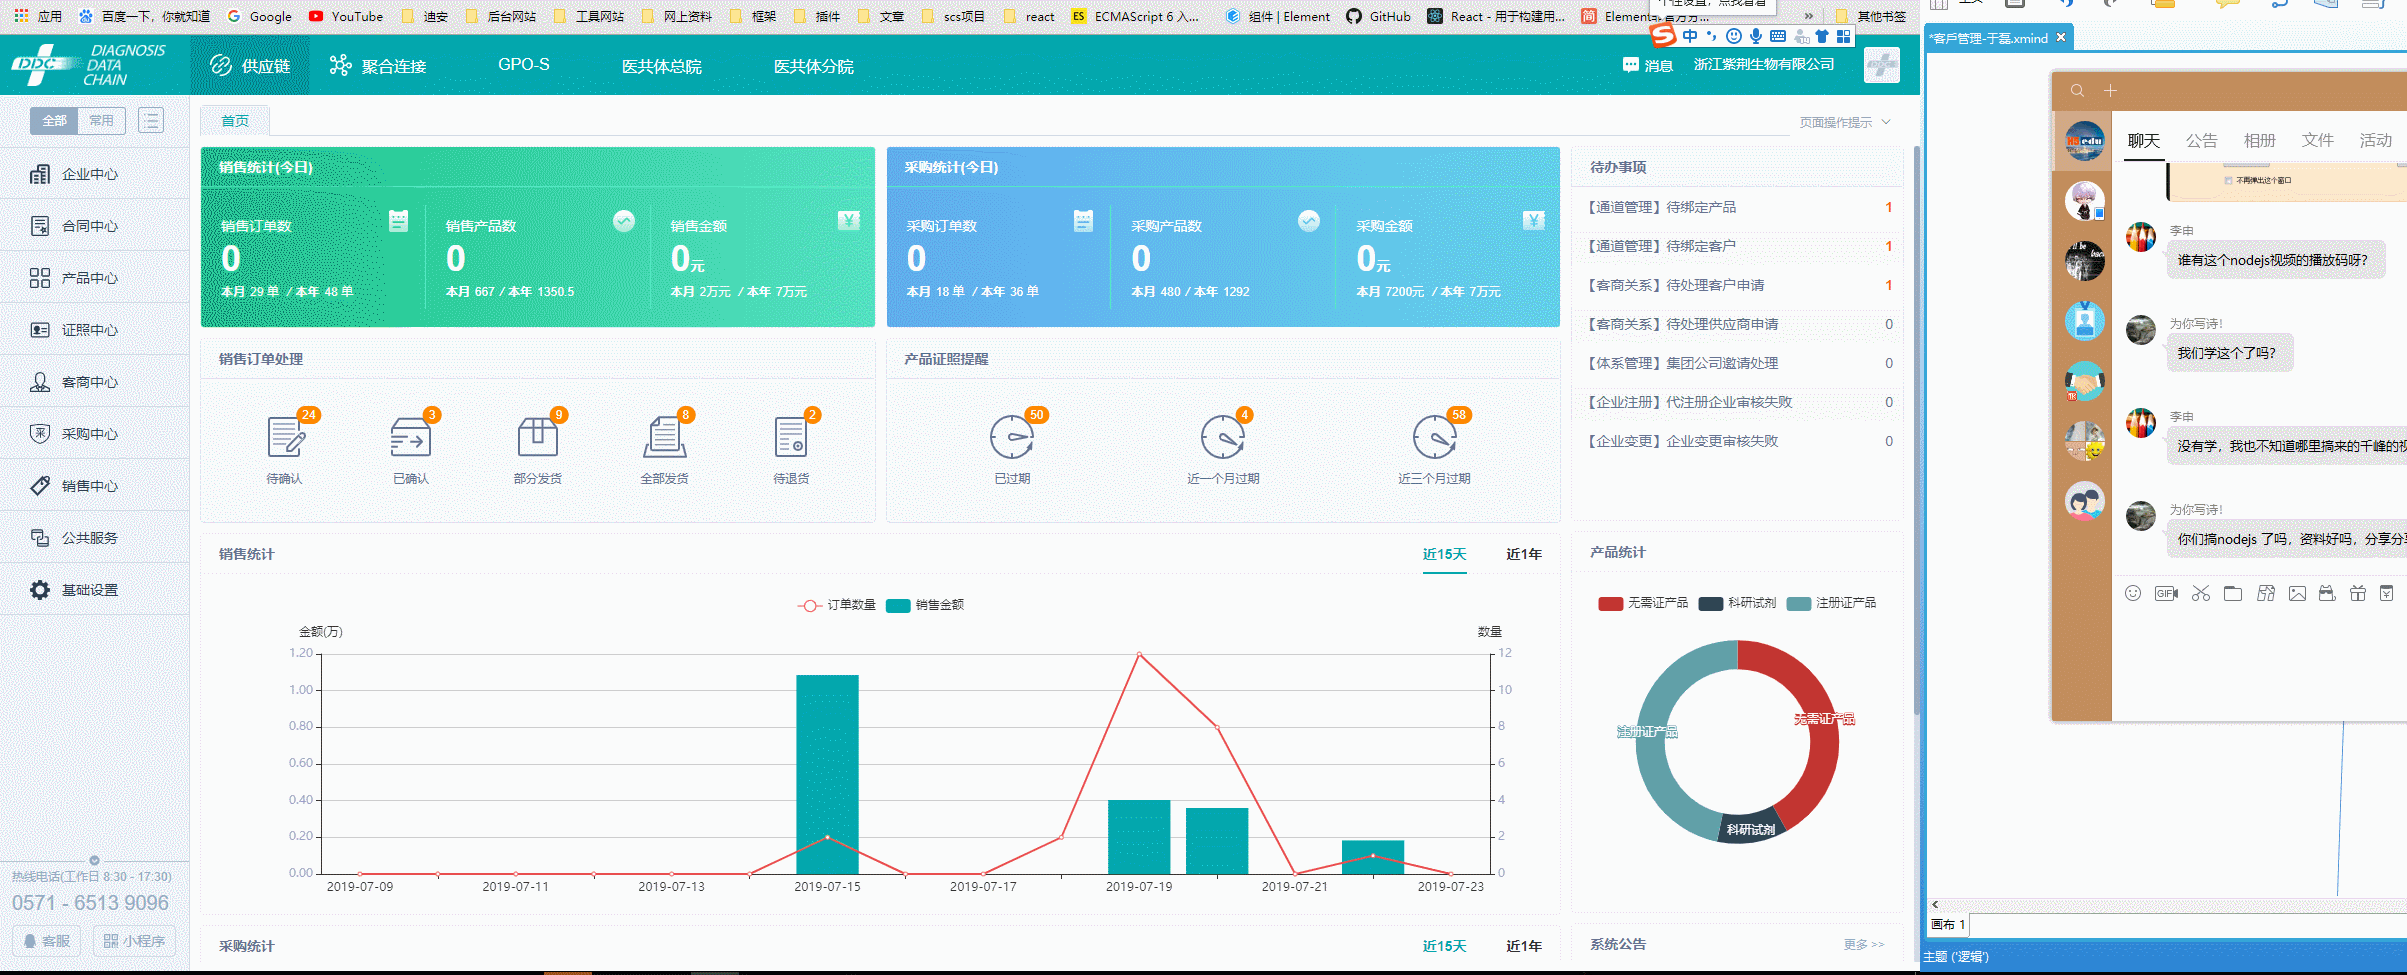 应用 百度一下，你就知道 Google YouTube 迪安 后台网站 工具网站 网上资料 框架 插件 文章 scs项目 react ES ECMAScript 6 入... 组件 | Element GitHub React - 用于构建用... 简 Element » 其他书签
中
DDC DIAGNOSIS DATA CHAIN
供应链 聚合连接 GPO-S 医共体总院 医共体分院 消息 浙江紫荆生物有限公司
全部 常用
首页 页面操作提示
企业中心
合同中心
产品中心
证照中心
客商中心
采购中心
销售中心
公共服务
基础设置
热线电话(工作日 8:30 - 17:30)
0571 - 6513 9096
客服 小程序
销售统计(今日)
销售订单数 销售产品数 销售金额
0 0 0元
本月 29 单 / 本年 48 单 本月 667 / 本年 1350.5 本月 2万元 / 本年 7万元
采购统计(今日)
采购订单数 采购产品数 采购金额
0 0 0元
本月 18 单 / 本年 36 单 本月 480 / 本年 1292 本月 7200元 / 本年 7万元
待办事项
【通道管理】待绑定产品 1
【通道管理】待绑定客户 1
【客商关系】待处理客户申请 1
【客商关系】待处理供应商申请 0
【体系管理】集团公司邀请处理 0
【企业注册】代注册企业审核失败 0
【企业变更】企业变更审核失败 0
销售订单处理
24 3 9 8 2
待确认 已确认 部分发货 全部发货 待退货
产品证照提醒
50 4 58
已过期 近一个月过期 近三个月过期
销售统计 近15天 近1年
订单数量 销售金额
金额(万) 数量
1.20 12
1.00 10
0.80 8
0.60 6
0.40 4
0.20 2
0.00 0
2019-07-09 2019-07-11 2019-07-13 2019-07-15 2019-07-17 2019-07-19 2019-07-21 2019-07-23
产品统计
无需证产品 科研试剂 注册证产品
无需证产品
注册证产品
科研试剂
采购统计 近15天 近1年
系统公告 更多 >>
*客戶管理-于磊.xmind
聊天 公告 相册 文件 活动
不再弹出这个窗口
李申
谁有这个nodejs视频的播放码呀？
为你写诗！
我们学这个了吗？
李申
没有学，我也不知道哪里搞来的千峰的视
为你写诗！
你们搞nodejs 了吗，资料好吗，分享分享
GIF
画布 1
主题 ('逻辑')